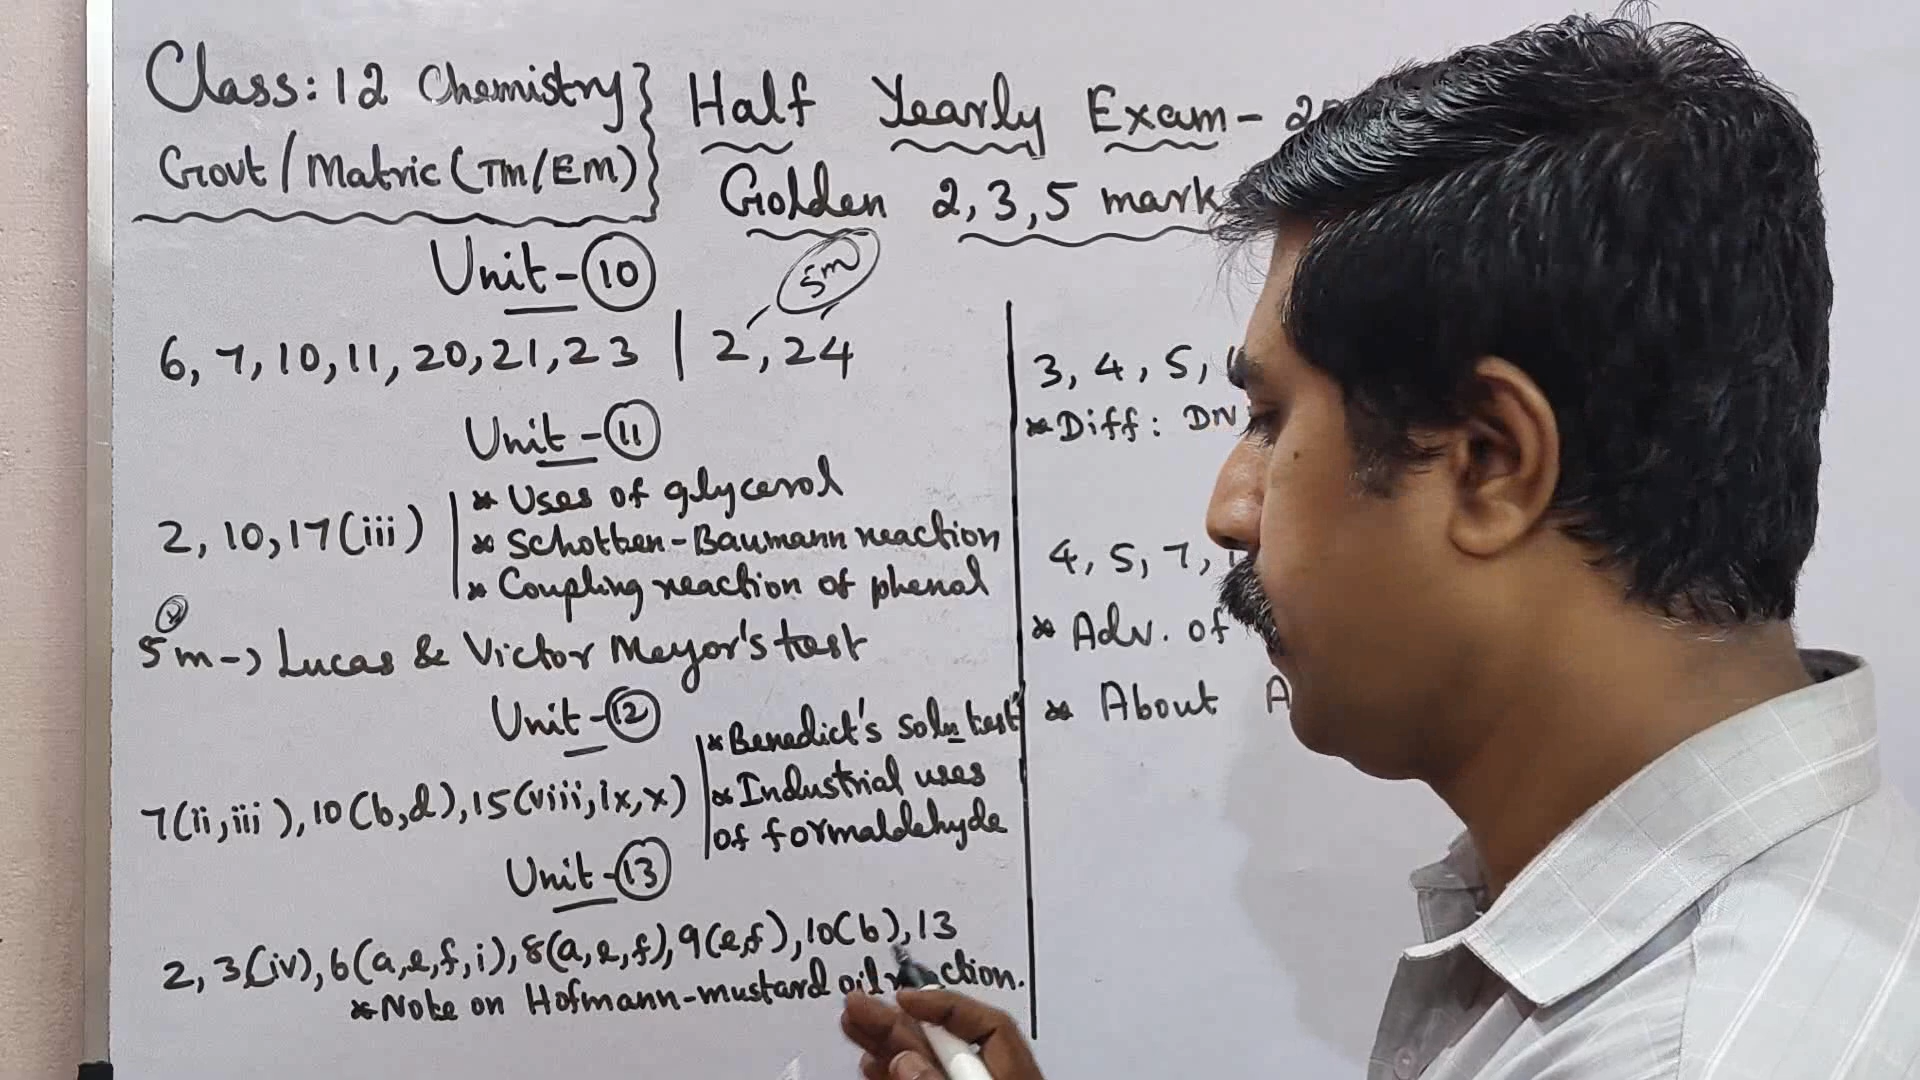 Class: 12 Chemistry } Half Yearly Exam-
Govt/Matric (TM/EM) } Golden 2,3,5 mark
Unit-10
5m
6, 7, 10, 11, 20, 21, 23 | 2, 24
Unit-11
2, 10, 17(iii)
* Uses of glycerol
* Schotten-Baumann reaction
* Coupling reaction of phenol
5m -> Lucas & Victor Meyor's test
Unit-12
7(ii, iii), 10(b,d), 15(viii, ix, x)
* Benedict's soln test
* Industrial uses
of formaldehyde
Unit-13
2, 3(iv), 6(a,e,f,i), 8(a,e,f), 9(e,f), 10(b), 13
* Note on Hofmann-mustard oil reaction.
3, 4, 5,
* Diff:
4, 5, 7,
* Adv. of
* About